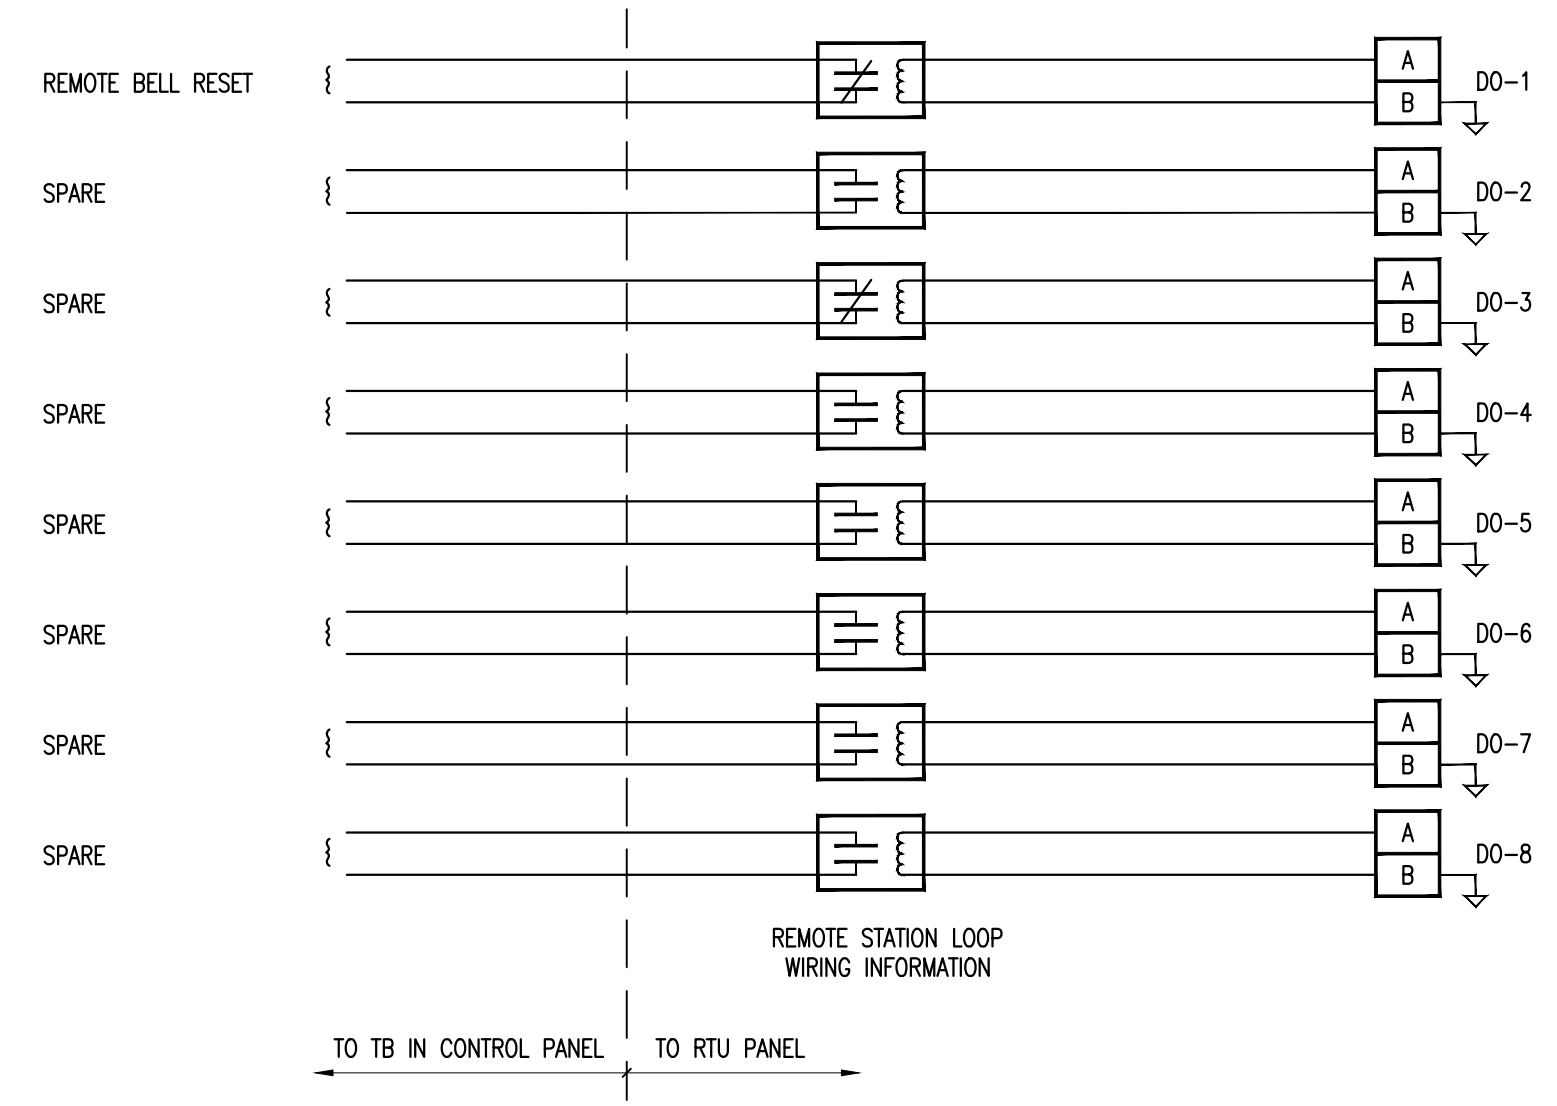 REMOTE BELL RESET
A
B
DO-1
SPARE
A
B
DO-2
SPARE
A
B
DO-3
SPARE
A
B
DO-4
SPARE
A
B
DO-5
SPARE
A
B
DO-6
SPARE
A
B
DO-7
SPARE
A
B
DO-8
REMOTE STATION LOOP
WIRING INFORMATION
TO TB IN CONTROL PANEL
TO RTU PANEL